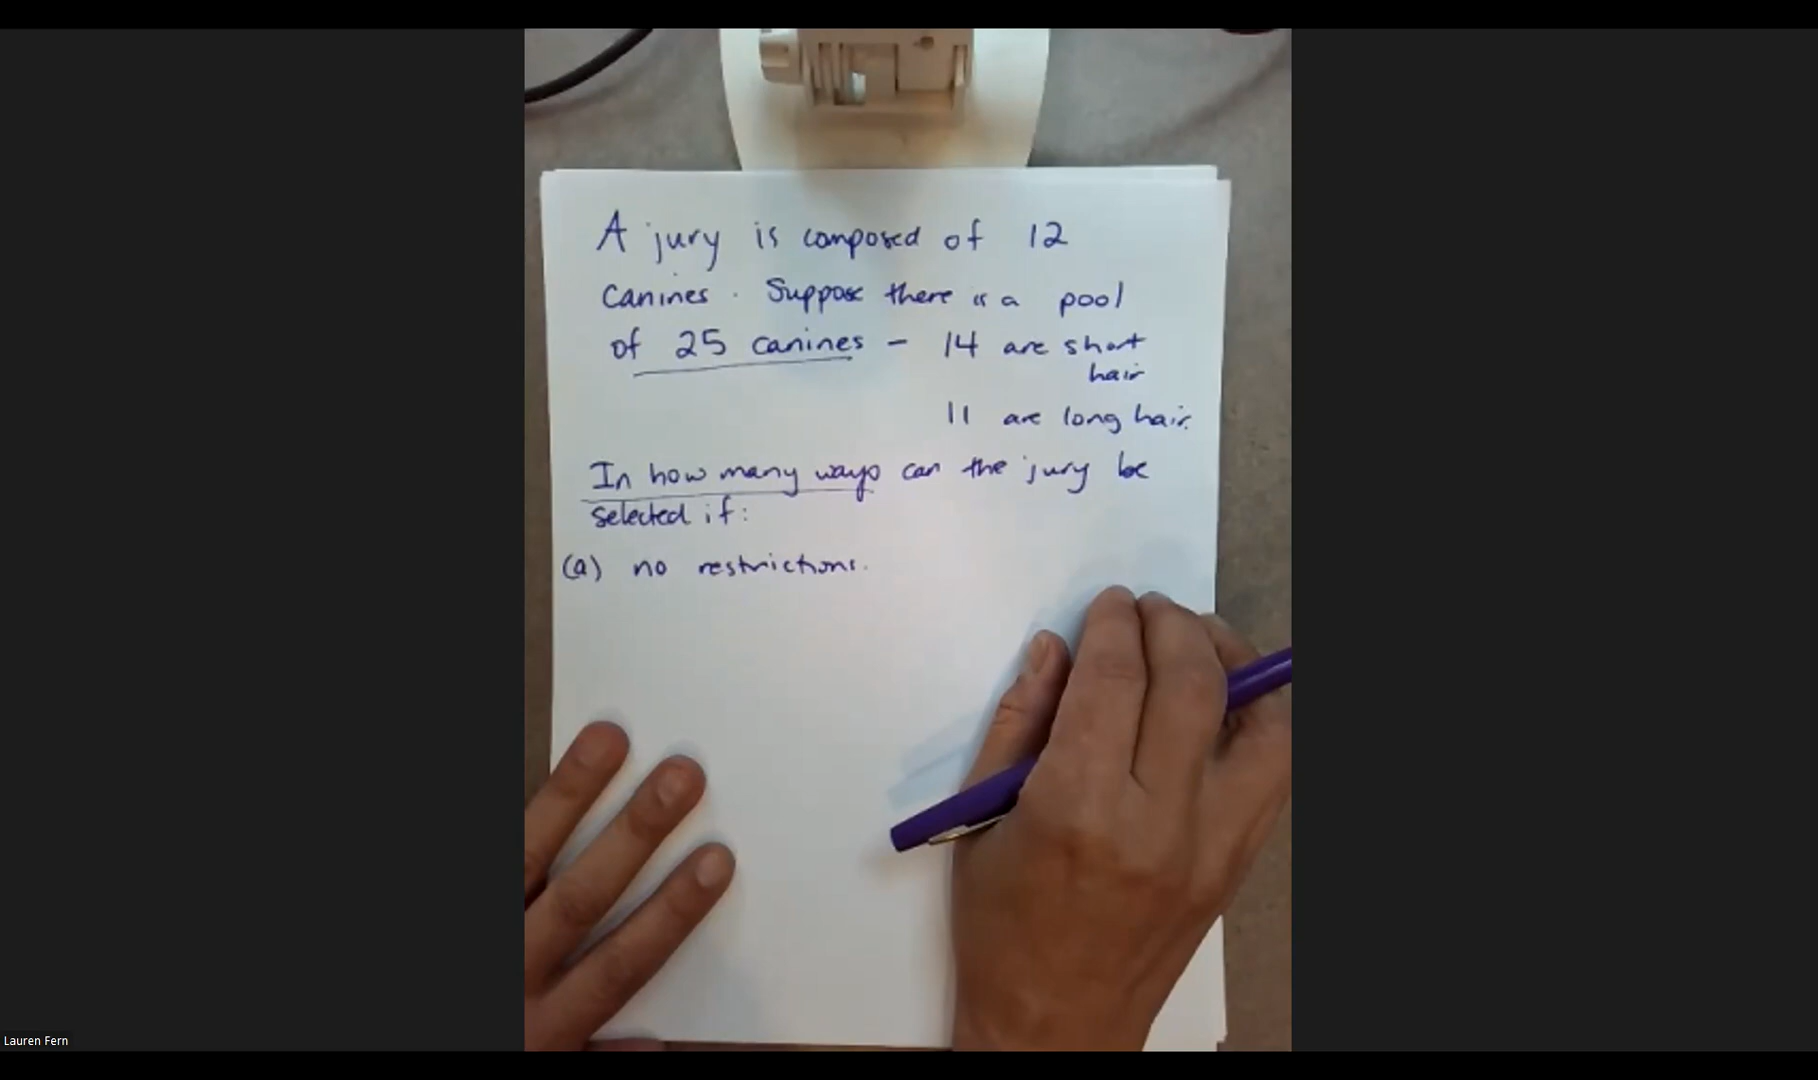 A jury is composed of 12
canines. Suppose there is a pool
of 25 canines - 14 are short
hair
11 are long hair.
In how many ways can the jury be
selected if:
(a) no restrictions.
Lauren Fern